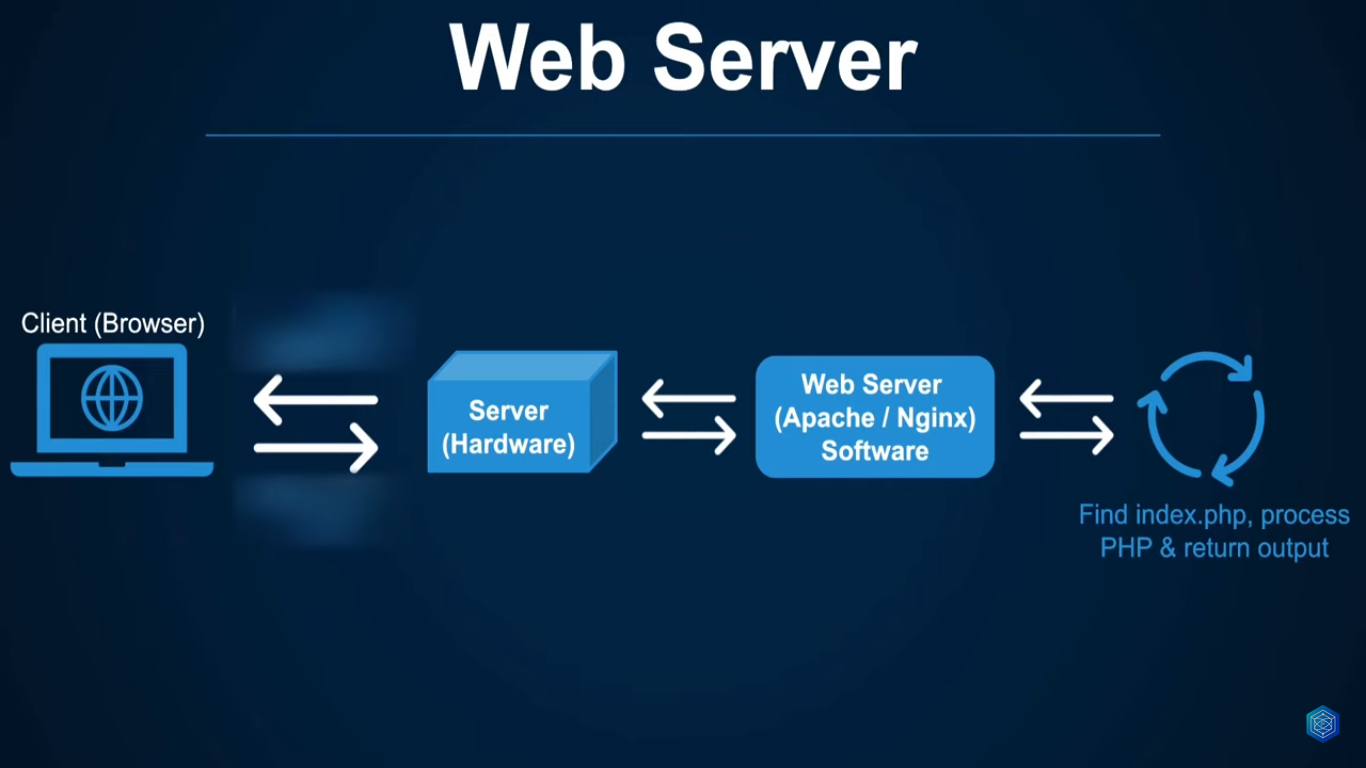 Web Server
Client (Browser)
Server
(Hardware)
Web Server
(Apache / Nginx)
Software
Find index.php, process
PHP & return output